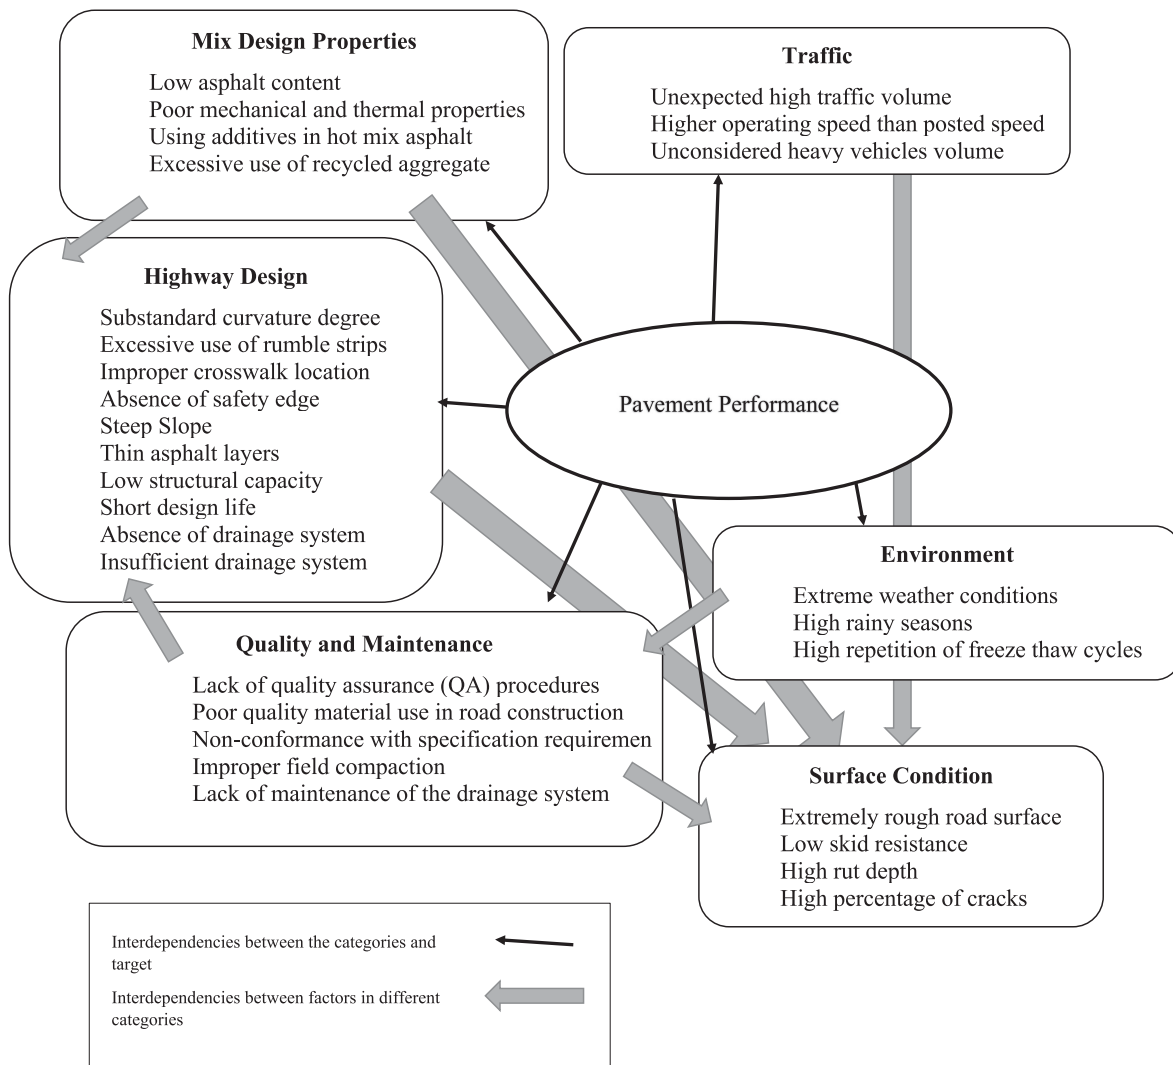 Mix Design Properties
Low asphalt content
Poor mechanical and thermal properties
Using additives in hot mix asphalt
Excessive use of recycled aggregate
Traffic
Unexpected high traffic volume
Higher operating speed than posted speed
Unconsidered heavy vehicles volume
Highway Design
Substandard curvature degree
Excessive use of rumble strips
Improper crosswalk location
Absence of safety edge
Steep Slope
Thin asphalt layers
Low structural capacity
Short design life
Absence of drainage system
Insufficient drainage system
Pavement Performance
Environment
Extreme weather conditions
High rainy seasons
High repetition of freeze thaw cycles
Quality and Maintenance
Lack of quality assurance (QA) procedures
Poor quality material use in road construction
Non-conformance with specification requiremen
Improper field compaction
Lack of maintenance of the drainage system
Surface Condition
Extremely rough road surface
Low skid resistance
High rut depth
High percentage of cracks
Interdependencies between the categories and
target
Interdependencies between factors in different
categories